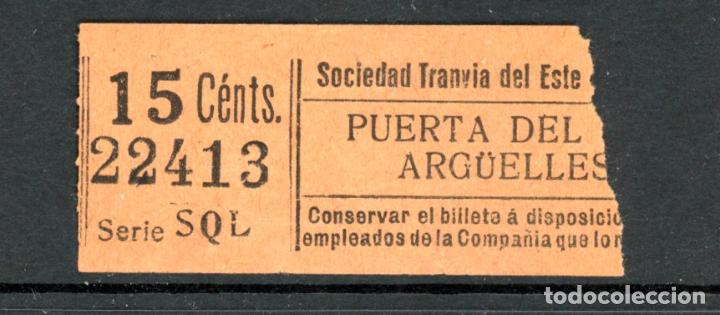 15 Cénts.
22413
Serie SQL
Sociedad Tranvia del Este
PUERTA DEL
ARGÜELLES
Conservar el billete á disposició
empleados de la Compañia que lo
todocoleccion